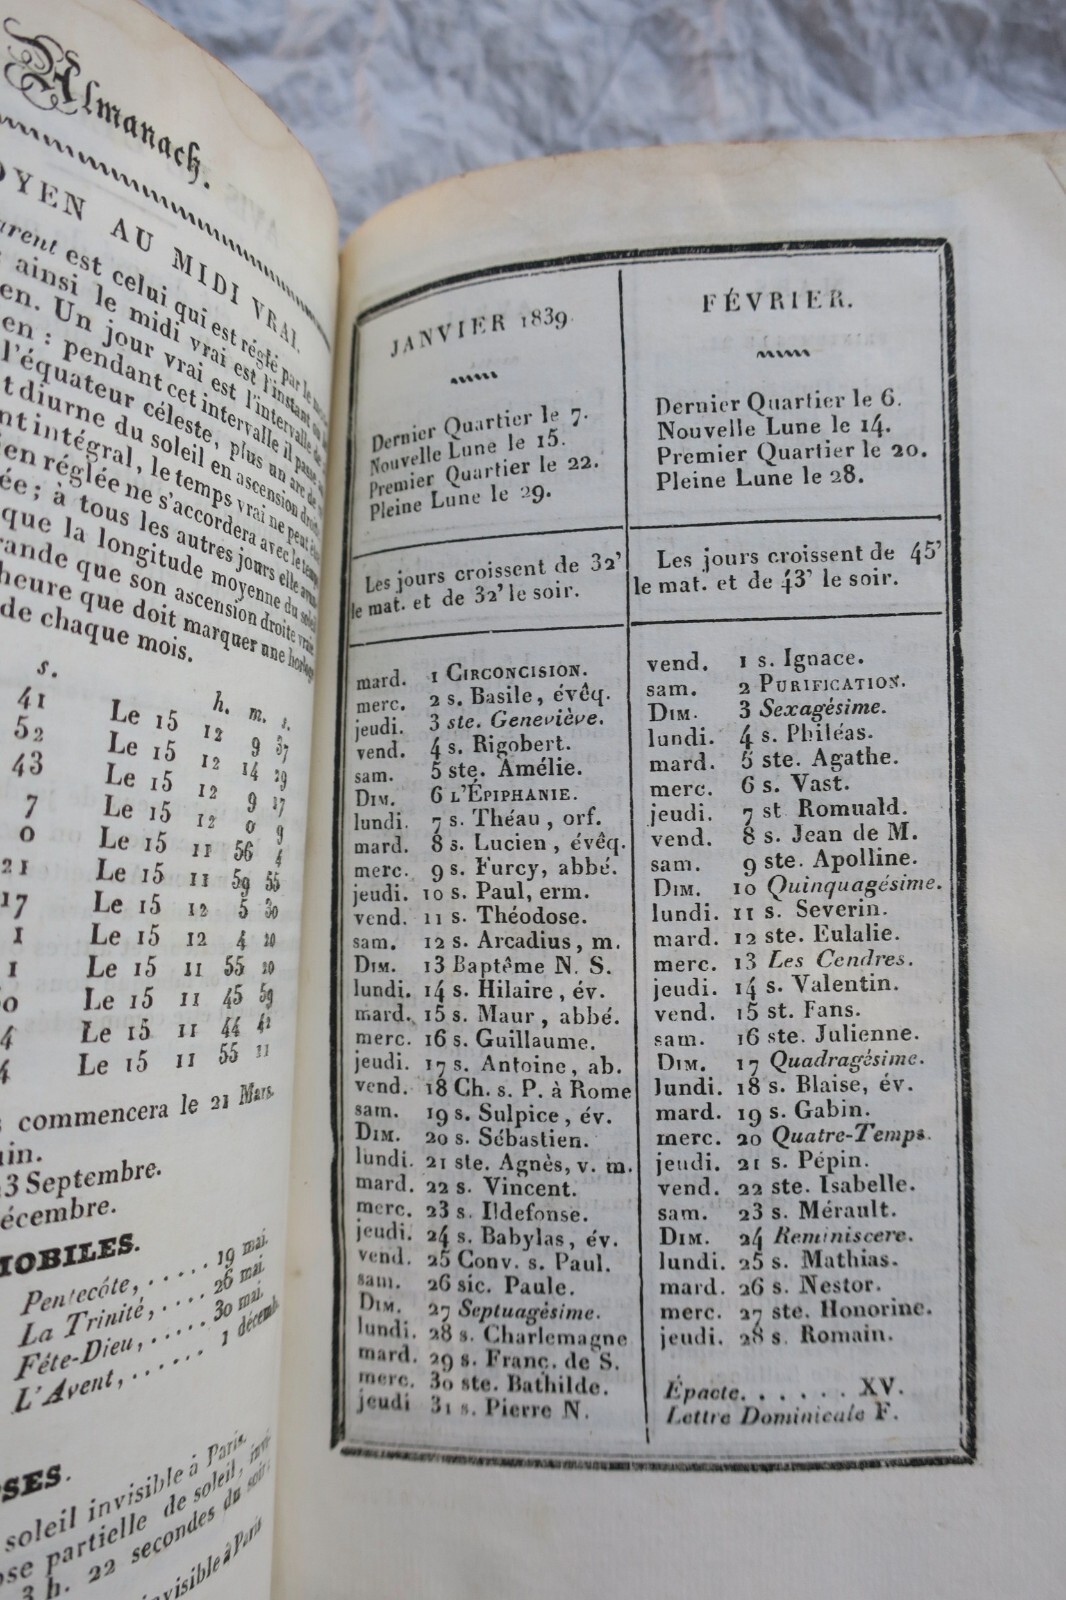 Almanach.
OYEN AU MIDI VRAI.
arent est celui qui est réglé par le
ainsi le midi vrai est l'instant
en. Un jour vrai est l'intervalle de
en : pendant cet intervalle il passe
l'équateur céleste, plus un arc de
t diurne du soleil en ascension droite
nt intégral, le temps vrai ne peut
en réglée ne s'accordera avec le temps
ée; à tous les autres jours elle
que la longitude moyenne du soleil
rande que son ascension droite vraie
heure que doit marquer une horloge
de chaque mois.
s. h. m. s.
41 Le 15 12 9 37
52 Le 15 12 14 29
43 Le 15 12 9 17
7 Le 15 12 0 9
0 Le 15 11 56 4
21 Le 15 11 59 55
17 Le 15 12 5 30
1 Le 15 12 4 20
1 Le 15 11 55 20
0 Le 15 11 45 59
4 Le 15 11 44 42
4 Le 15 11 55 11
commencera le 21 Mars.
uin.
23 Septembre.
écembre.
MOBILES.
Pentecôte, ..... 19 mai.
La Trinité, .... 26 mai.
Fête-Dieu, ..... 30 mai.
L'Avent, ...... 1 décemb.
SES.
soleil invisible à Paris.
se partielle de soleil, invi
3 h. 22 secondes du soir
invisible à Paris
JANVIER 1839
Dernier Quartier le 7.
Nouvelle Lune le 15.
Premier Quartier le 22.
Pleine Lune le 29.
Les jours croissent de 32'
le mat. et de 32' le soir.
mard. 1 CIRCONCISION.
merc. 2 s. Basile, évêq.
jeudi. 3 ste. Geneviève.
vend. 4 s. Rigobert.
sam. 5 ste. Amélie.
DIM. 6 L'ÉPIPHANIE.
lundi. 7 s. Théau, orf.
mard. 8 s. Lucien, évêq.
merc. 9 s. Furcy, abbé.
jeudi. 10 s. Paul, erm.
vend. 11 s. Théodose.
sam. 12 s. Arcadius, m.
DIM. 13 Baptême N. S.
lundi. 14 s. Hilaire, év.
mard. 15 s. Maur, abbé.
merc. 16 s. Guillaume.
jeudi. 17 s. Antoine, ab.
vend. 18 Ch. s. P. à Rome
sam. 19 s. Sulpice, év.
DIM. 20 s. Sébastien.
lundi. 21 ste. Agnès, v. m.
mard. 22 s. Vincent.
merc. 23 s. Ildefonse.
jeudi. 24 s. Babylas, év.
vend. 25 Conv. s. Paul.
sam. 26 sic. Paule.
DIM. 27 Septuagésime.
lundi. 28 s. Charlemagne
mard. 29 s. Franc. de S.
merc. 30 ste. Bathilde.
jeudi 31 s. Pierre N.
FÉVRIER.
Dernier Quartier le 6.
Nouvelle Lune le 14.
Premier Quartier le 20.
Pleine Lune le 28.
Les jours croissent de 45'
le mat. et de 43' le soir.
vend. 1 s. Ignace.
sam. 2 PURIFICATION.
DIM. 3 Sexagésime.
lundi. 4 s. Philéas.
mard. 5 ste. Agathe.
merc. 6 s. Vast.
jeudi. 7 st. Romuald.
vend. 8 s. Jean de M.
sam. 9 ste. Apolline.
DIM. 10 Quinquagésime.
lundi. 11 s. Severin.
mard. 12 ste. Eulalie.
merc. 13 Les Cendres.
jeudi. 14 s. Valentin.
vend. 15 st. Fans.
sam. 16 ste. Julienne.
DIM. 17 Quadragésime.
lundi. 18 s. Blaise, év.
mard. 19 s. Gabin.
merc. 20 Quatre-Temps.
jeudi. 21 s. Pépin.
vend. 22 ste. Isabelle.
sam. 23 s. Mérault.
DIM. 24 Reminiscere.
lundi. 25 s. Mathias.
mard. 26 s. Nestor.
merc. 27 ste. Honorine.
jeudi. 28 s. Romain.
Épacte. . . . . . XV.
Lettre Dominicale F.